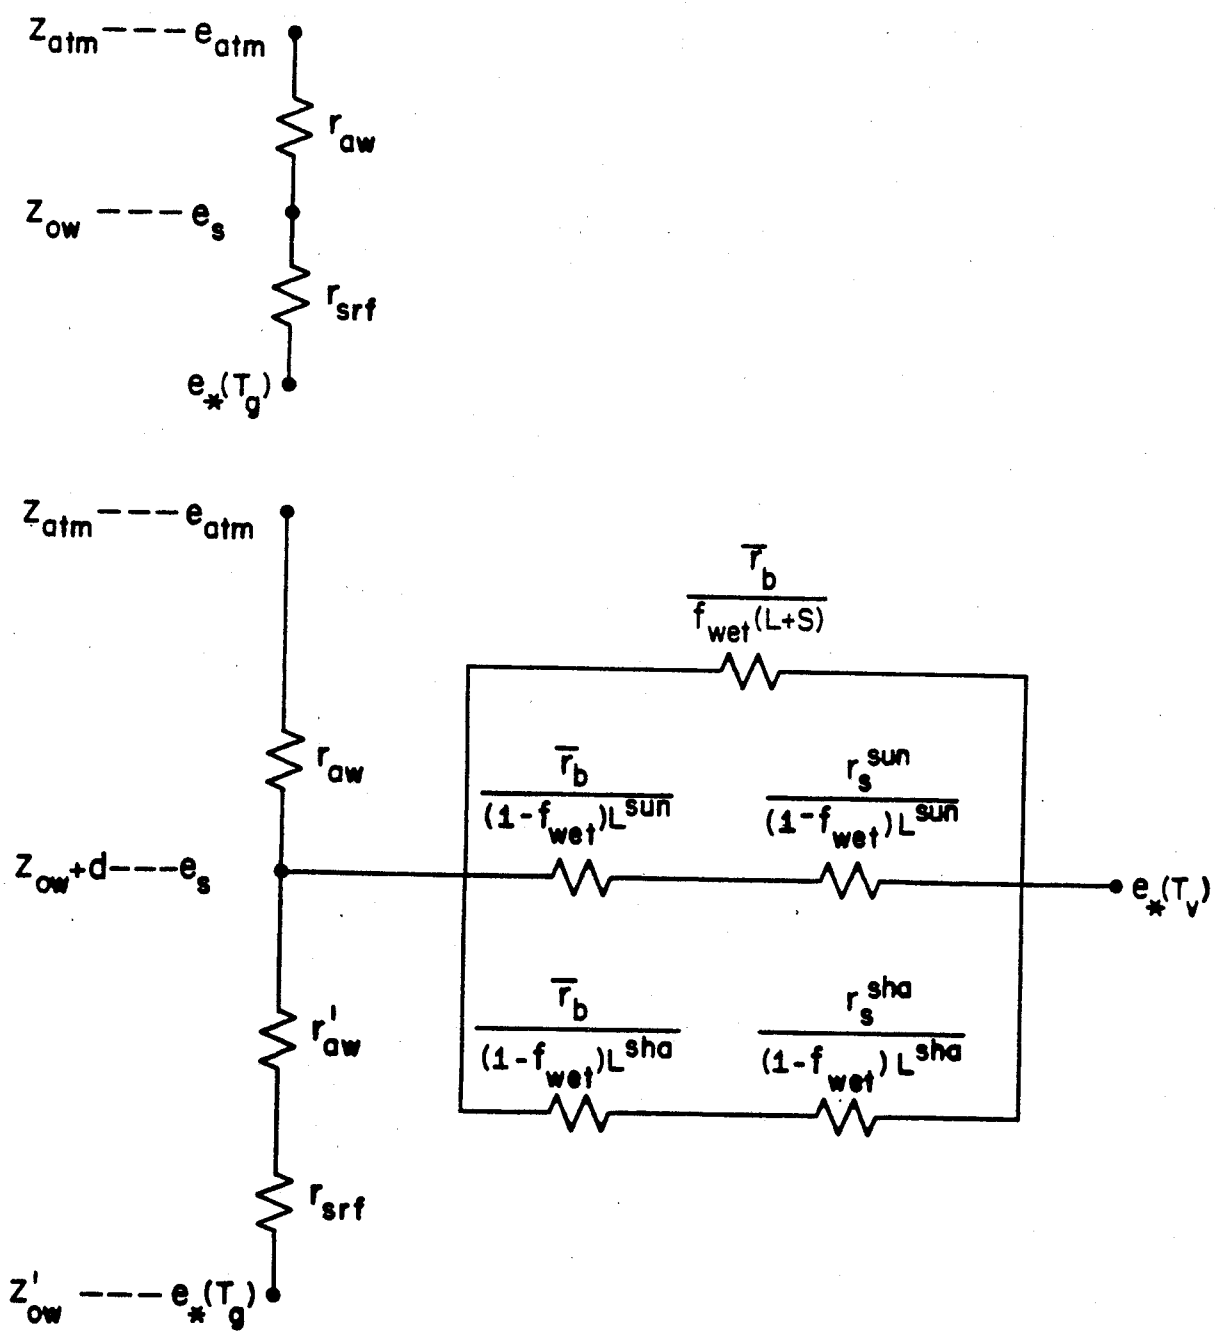 z_atm --- e_atm
r_aw
z_ow --- e_s
r_srf
e_*(T_g)
z_atm --- e_atm
r̅_b
f_wet(L+S)
r_aw
r̅_b r_s^sun
(1-f_wet)L^sun (1-f_wet)L^sun
z_ow+d---e_s
e_*(T_v)
r̅_b r_s^sha
(1-f_wet)L^sha (1-f_wet)L^sha
r'_aw
r_srf
z'_ow --- e_*(T_g)